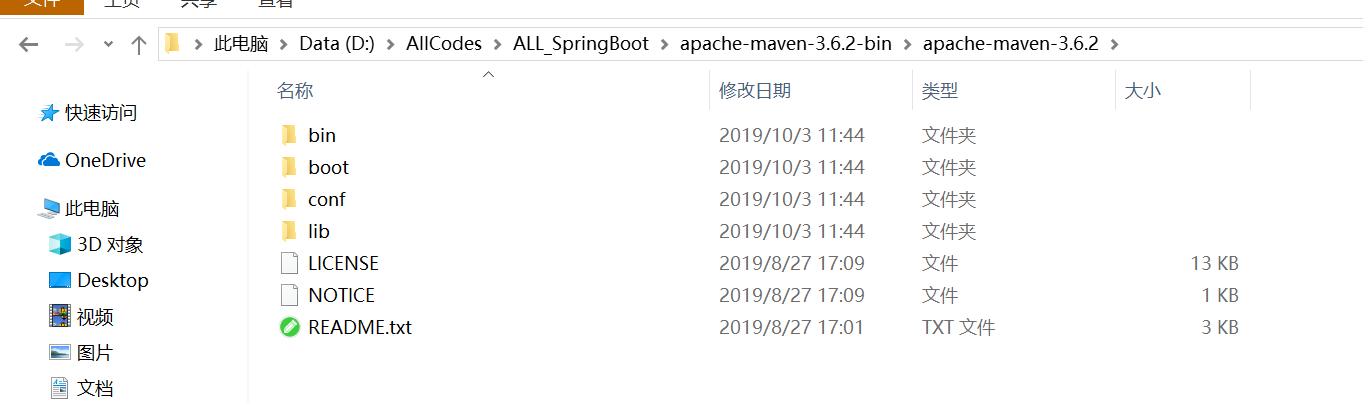 文件 主页 共享 查看
此电脑 Data (D:) AllCodes ALL_SpringBoot apache-maven-3.6.2-bin apache-maven-3.6.2
名称 修改日期 类型 大小
快速访问
OneDrive
此电脑
3D 对象
Desktop
视频
图片
文档
bin 2019/10/3 11:44 文件夹
boot 2019/10/3 11:44 文件夹
conf 2019/10/3 11:44 文件夹
lib 2019/10/3 11:44 文件夹
LICENSE 2019/8/27 17:09 文件 13 KB
NOTICE 2019/8/27 17:09 文件 1 KB
README.txt 2019/8/27 17:01 TXT 文件 3 KB